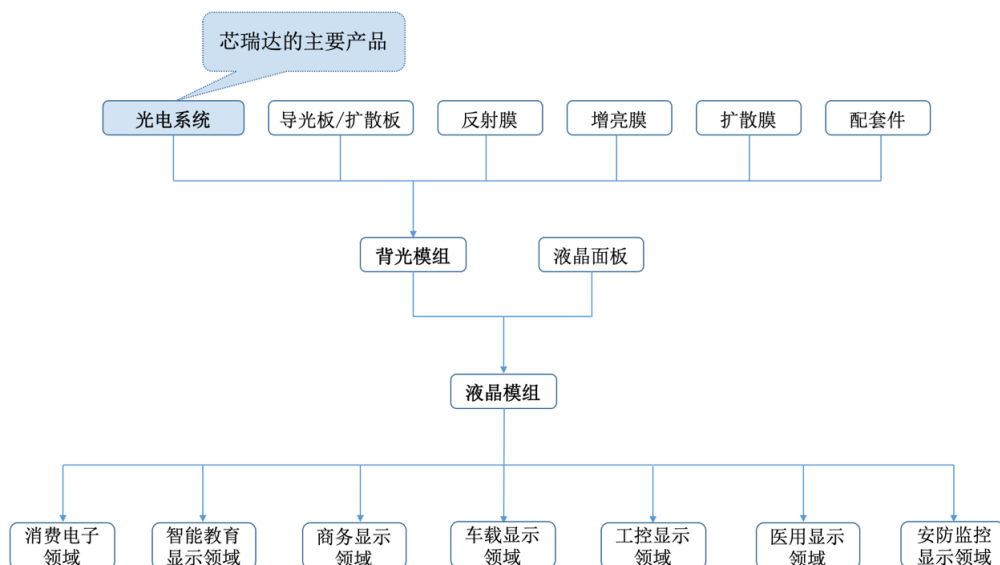 芯瑞达的主要产品
光电系统
导光板/扩散板
反射膜
增亮膜
扩散膜
配套件
背光模组
液晶面板
液晶模组
消费电子
领域
智能教育
显示领域
商务显示
领域
车载显示
领域
工控显示
领域
医用显示
领域
安防监控
显示领域